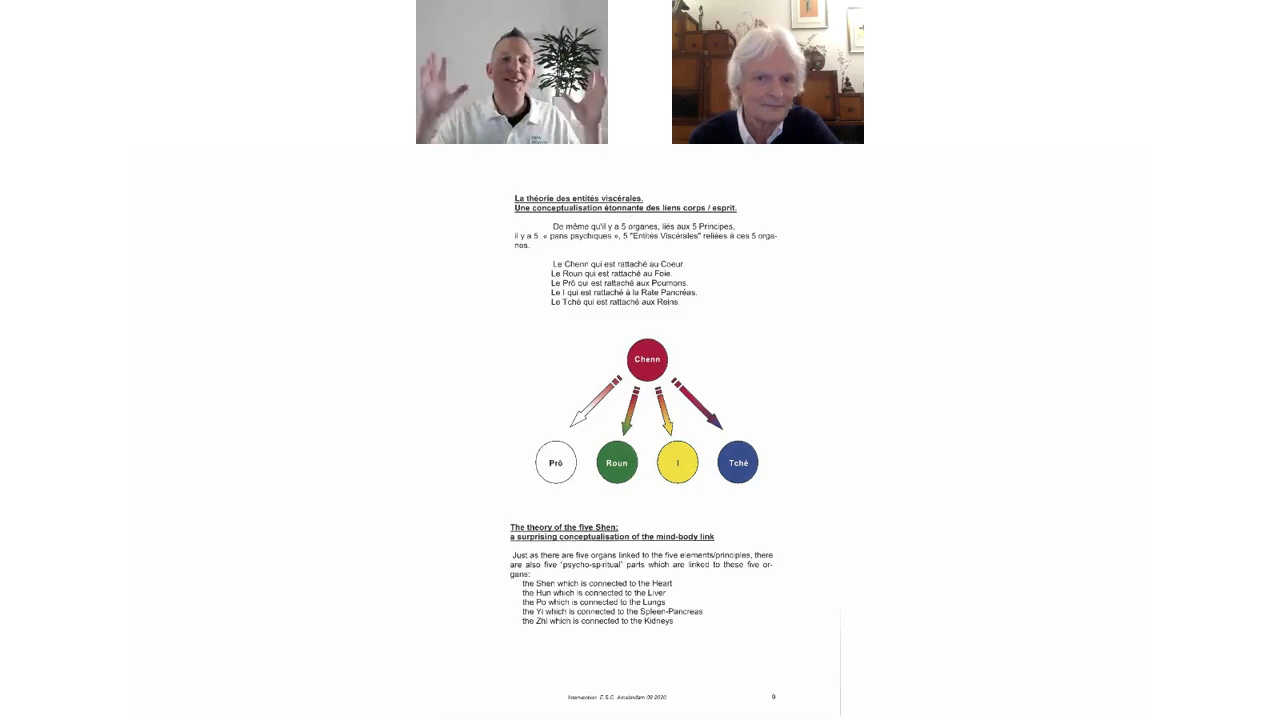 La théorie des entités viscérales.
Une conceptualisation étonnante des liens corps / esprit.
De même qu'il y a 5 organes, liés aux 5 Principes,
il y a 5 « pans psychiques », 5 "Entités Viscérales" reliées à ces 5 orga-
nes.
Le Chenn qui est rattaché au Coeur.
Le Roun qui est rattaché au Foie.
Le Prô qui est rattaché aux Poumons.
Le I qui est rattaché à la Rate Pancréas.
Le Tché qui est rattaché aux Reins
Chenn
Prô Roun I Tché
The theory of the five Shen:
a surprising conceptualisation of the mind-body link
Just as there are five organs linked to the five elements/principles, there
are also five "psycho-spiritual" parts which are linked to these five or-
gans:
the Shen which is connected to the Heart
the Hun which is connected to the Liver
the Po which is connected to the Lungs
the Yi which is connected to the Spleen-Pancreas
the Zhi which is connected to the Kidneys
Intervention E.S.C. Amsterdam 09 2020
9